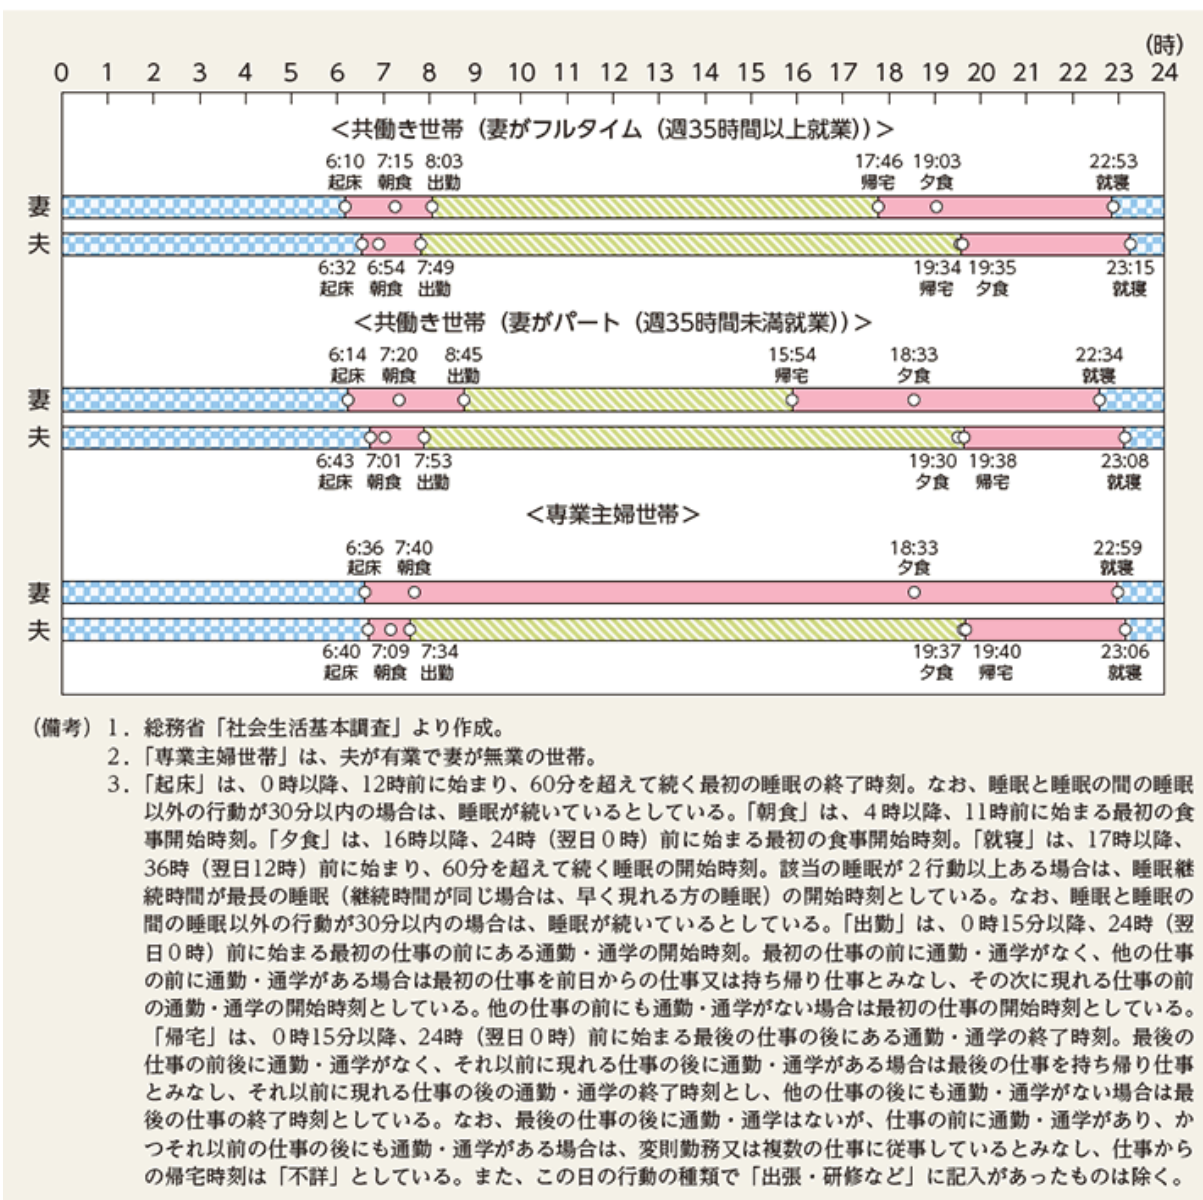 (時)
0 1 2 3 4 5 6 7 8 9 10 11 12 13 14 15 16 17 18 19 20 21 22 23 24
＜共働き世帯（妻がフルタイム（週35時間以上就業））＞
6:10 7:15 8:03 17:46 19:03 22:53
起床 朝食 出勤 帰宅 夕食 就寝
妻
夫
6:32 6:54 7:49 19:34 19:35 23:15
起床 朝食 出勤 帰宅 夕食 就寝
＜共働き世帯（妻がパート（週35時間未満就業））＞
6:14 7:20 8:45 15:54 18:33 22:34
起床 朝食 出勤 帰宅 夕食 就寝
妻
夫
6:43 7:01 7:53 19:30 19:38 23:08
起床 朝食 出勤 夕食 帰宅 就寝
＜専業主婦世帯＞
6:36 7:40 18:33 22:59
起床 朝食 夕食 就寝
妻
夫
6:40 7:09 7:34 19:37 19:40 23:06
起床 朝食 出勤 夕食 帰宅 就寝
（備考）１．総務省「社会生活基本調査」より作成。
２．「専業主婦世帯」は、夫が有業で妻が無業の世帯。
３．「起床」は、０時以降、12時前に始まり、60分を超えて続く最初の睡眠の終了時刻。なお、睡眠と睡眠の間の睡眠
以外の行動が30分以内の場合は、睡眠が続いているとしている。「朝食」は、４時以降、11時前に始まる最初の食
事開始時刻。「夕食」は、16時以降、24時（翌日０時）前に始まる最初の食事開始時刻。「就寝」は、17時以降、
36時（翌日12時）前に始まり、60分を超えて続く睡眠の開始時刻。該当の睡眠が２行動以上ある場合は、睡眠継
続時間が最長の睡眠（継続時間が同じ場合は、早く現れる方の睡眠）の開始時刻としている。なお、睡眠と睡眠の
間の睡眠以外の行動が30分以内の場合は、睡眠が続いているとしている。「出勤」は、０時15分以降、24時（翌
日０時）前に始まる最初の仕事の前にある通勤・通学の開始時刻。最初の仕事の前に通勤・通学がなく、他の仕事
の前に通勤・通学がある場合は最初の仕事を前日からの仕事又は持ち帰り仕事とみなし、その次に現れる仕事の前
の通勤・通学の開始時刻としている。他の仕事の前にも通勤・通学がない場合は最初の仕事の開始時刻としている。
「帰宅」は、０時15分以降、24時（翌日０時）前に始まる最後の仕事の後にある通勤・通学の終了時刻。最後の
仕事の前後に通勤・通学がなく、それ以前に現れる仕事の後に通勤・通学がある場合は最後の仕事を持ち帰り仕事
とみなし、それ以前に現れる仕事の後の通勤・通学の終了時刻とし、他の仕事の後にも通勤・通学がない場合は最
後の仕事の終了時刻としている。なお、最後の仕事の後に通勤・通学はないが、仕事の前に通勤・通学があり、か
つそれ以前の仕事の後にも通勤・通学がある場合は、変則勤務又は複数の仕事に従事しているとみなし、仕事から
の帰宅時刻は「不詳」としている。また、この日の行動の種類で「出張・研修など」に記入があったものは除く。